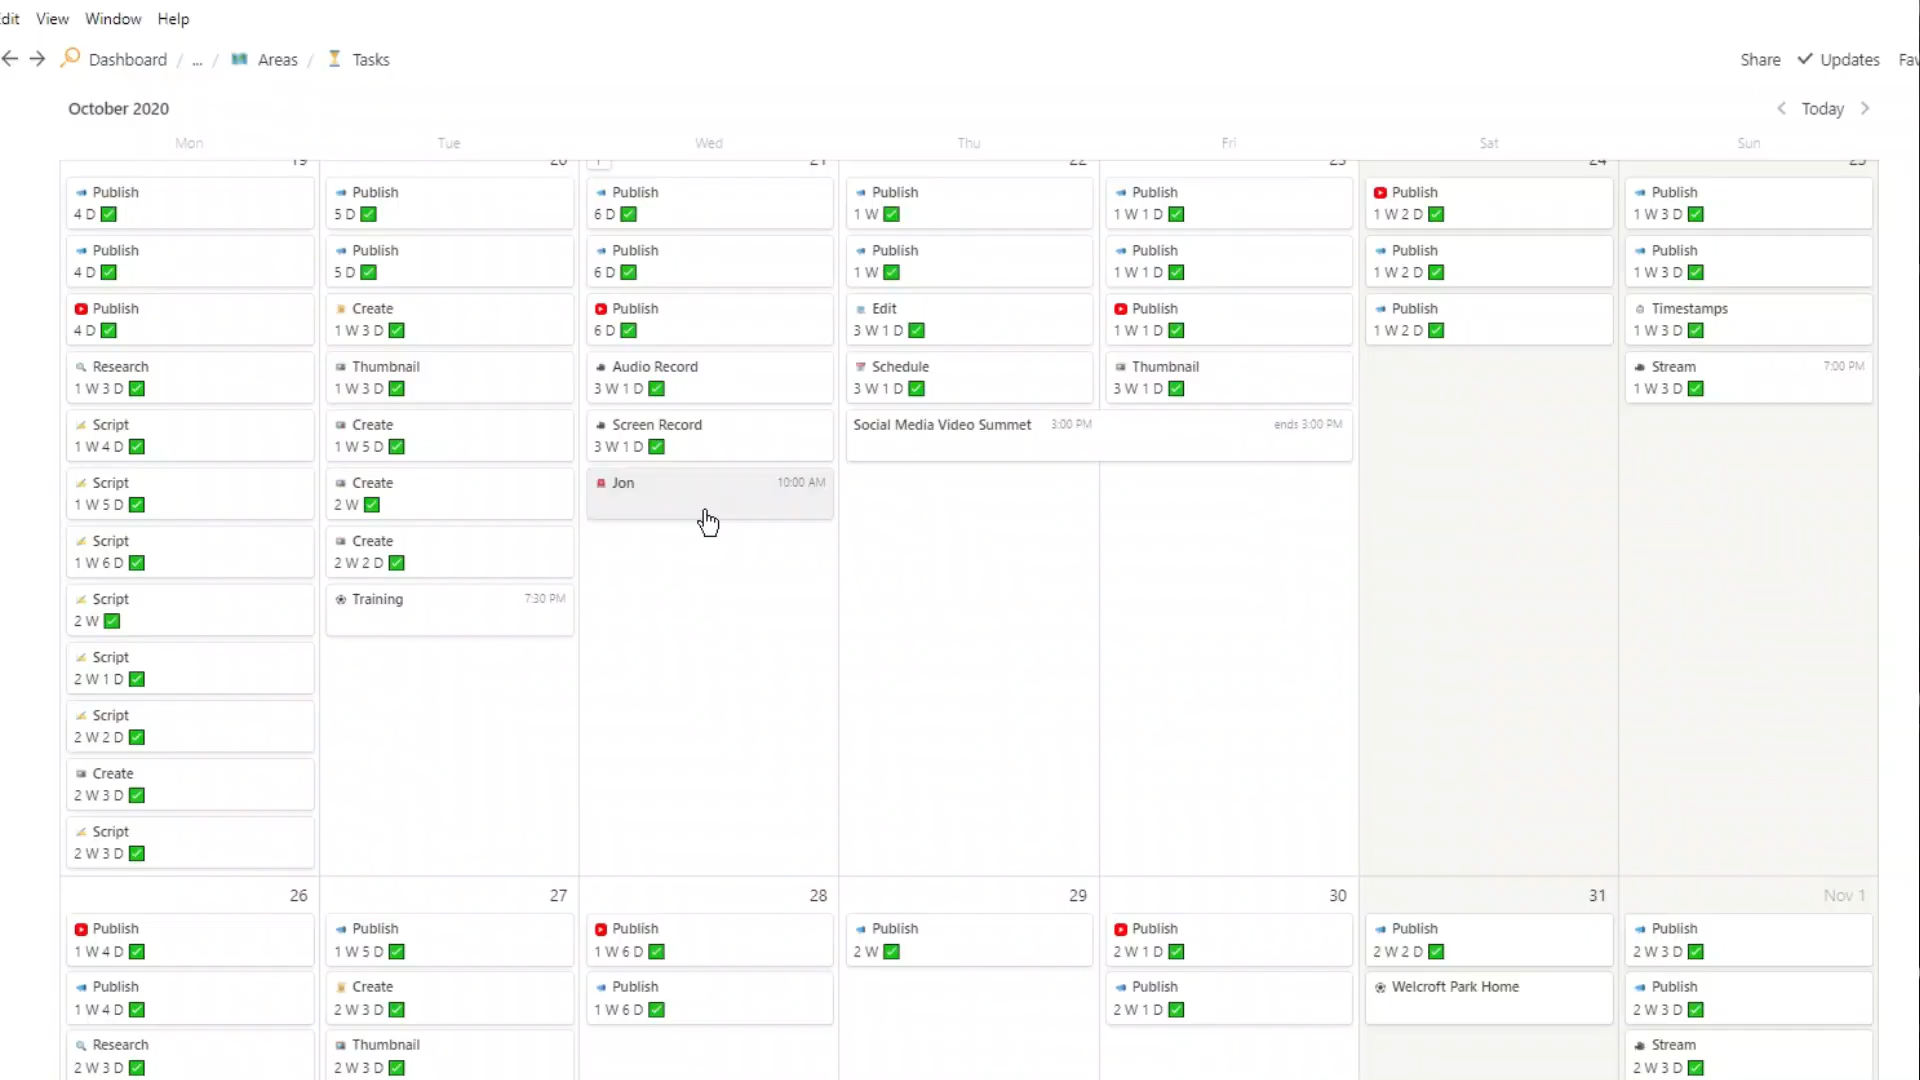 dit View Window Help
Dashboard / ... / Areas / Tasks
Share Updates Fav
October 2020
Today
Mon Tue Wed Thu Fri Sat Sun
19 20 21 22 23 24 25
Publish
4 D
Publish
4 D
Publish
4 D
Research
1 W 3 D
Script
1 W 4 D
Script
1 W 5 D
Script
1 W 6 D
Script
2 W
Script
2 W 1 D
Script
2 W 2 D
Create
2 W 3 D
Script
2 W 3 D
Publish
5 D
Publish
5 D
Create
1 W 3 D
Thumbnail
1 W 3 D
Create
1 W 5 D
Create
2 W
Create
2 W 2 D
Training 7:30 PM
Publish
6 D
Publish
6 D
Publish
6 D
Audio Record
3 W 1 D
Screen Record
3 W 1 D
Jon 10:00 AM
Publish
1 W
Publish
1 W
Edit
3 W 1 D
Schedule
3 W 1 D
Social Media Video Summet 3:00 PM ends 3:00 PM
Publish
1 W 1 D
Publish
1 W 1 D
Publish
1 W 1 D
Thumbnail
3 W 1 D
Publish
1 W 2 D
Publish
1 W 2 D
Publish
1 W 2 D
Publish
1 W 3 D
Publish
1 W 3 D
Timestamps
1 W 3 D
Stream 7:00 PM
1 W 3 D
26 27 28 29 30 31 Nov 1
Publish
1 W 4 D
Publish
1 W 4 D
Research
2 W 3 D
Publish
1 W 5 D
Create
2 W 3 D
Thumbnail
2 W 3 D
Publish
1 W 6 D
Publish
1 W 6 D
Publish
2 W
Publish
2 W 1 D
Publish
2 W 1 D
Publish
2 W 2 D
Welcroft Park Home
Publish
2 W 3 D
Publish
2 W 3 D
Stream
2 W 3 D